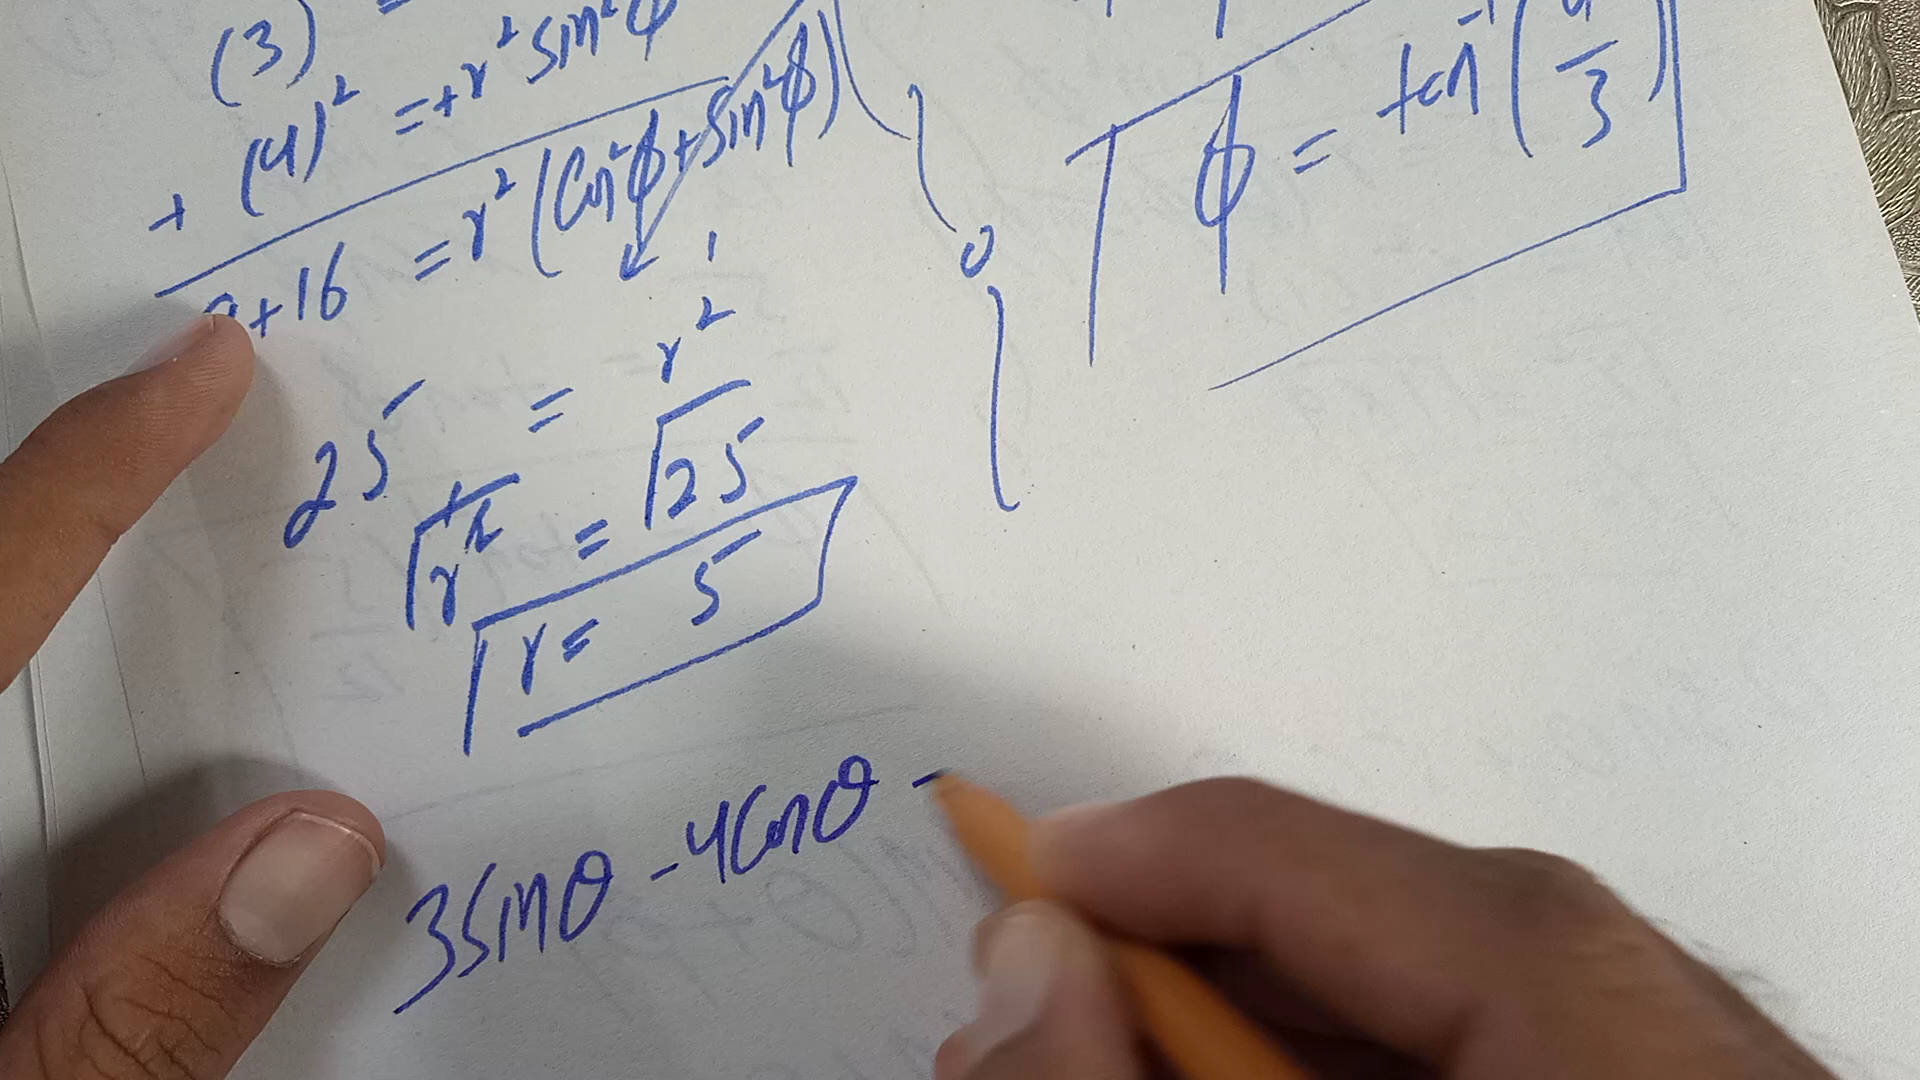 (3)
(4)² = + r² sin²φ
+
9+16 = r² (Cos²φ + sin²φ)
1
25 = r²
√r² = √25
r = 5
φ = tan⁻¹(4/3)
3sinθ - 4Cosθ =